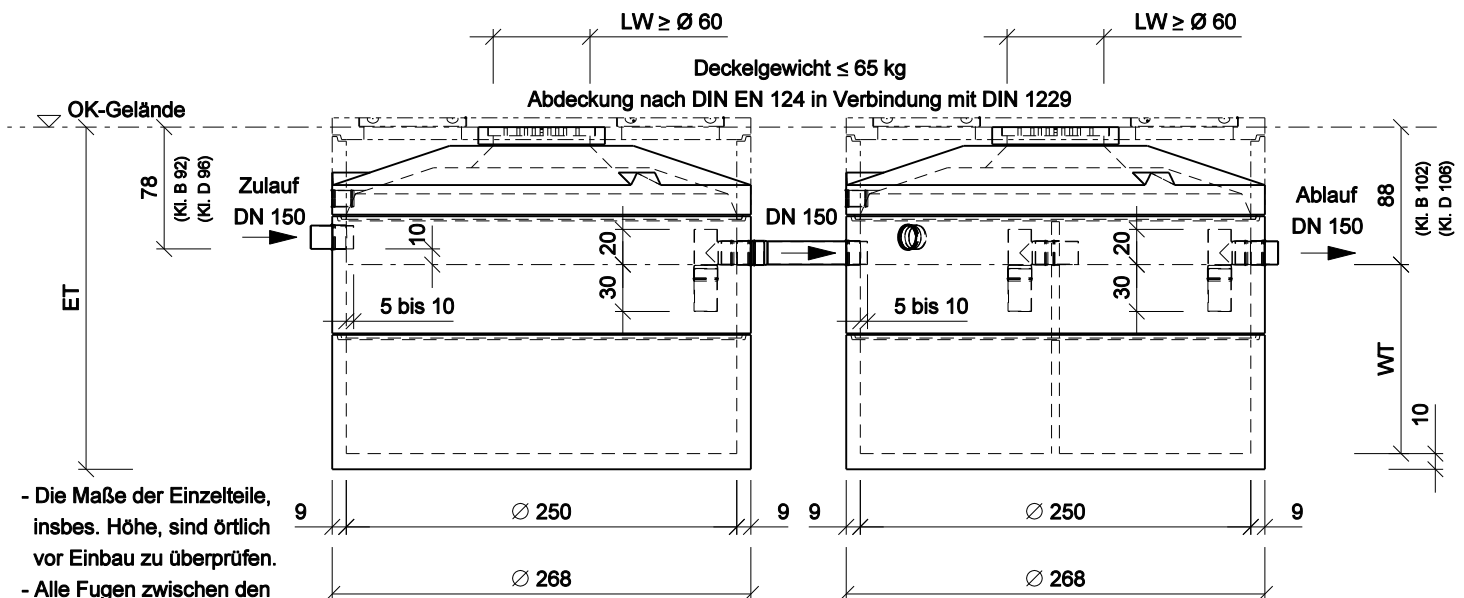 LW ≥ Ø 60
LW ≥ Ø 60
Deckelgewicht ≤ 65 kg
Abdeckung nach DIN EN 124 in Verbindung mit DIN 1229
OK-Gelände
78
(Kl. B 92)
(Kl. D 96)
Zulauf
DN 150
ET
10
20
30
5 bis 10
DN 150
20
30
5 bis 10
88
(Kl. B 102)
(Kl. D 106)
Ablauf
DN 150
WT
10
9
∅ 250
9
9
∅ 250
9
∅ 268
∅ 268
- Die Maße der Einzelteile,
insbes. Höhe, sind örtlich
vor Einbau zu überprüfen.
- Alle Fugen zwischen den